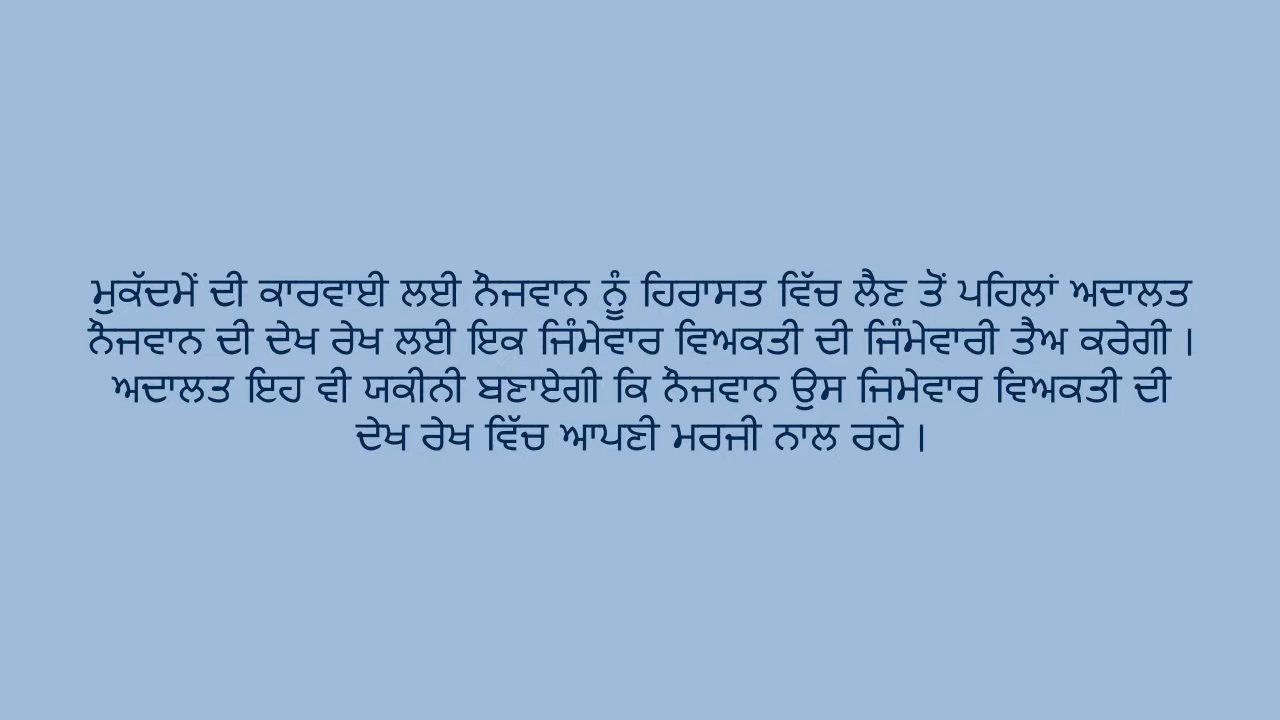 ਮੁਕੱਦਮੇਂ ਦੀ ਕਾਰਵਾਈ ਲਈ ਨੌਜਵਾਨ ਨੂੰ ਹਿਰਾਸਤ ਵਿੱਚ ਲੈਣ ਤੋਂ ਪਹਿਲਾਂ ਅਦਾਲਤ
ਨੌਜਵਾਨ ਦੀ ਦੇਖ ਰੇਖ ਲਈ ਇਕ ਜਿੰਮੇਵਾਰ ਵਿਅਕਤੀ ਦੀ ਜਿੰਮੇਵਾਰੀ ਤੈਅ ਕਰੇਗੀ ।
ਅਦਾਲਤ ਇਹ ਵੀ ਯਕੀਨੀ ਬਣਾਏਗੀ ਕਿ ਨੌਜਵਾਨ ਉਸ ਜਿਮੇਵਾਰ ਵਿਅਕਤੀ ਦੀ
ਦੇਖ ਰੇਖ ਵਿੱਚ ਆਪਣੀ ਮਰਜੀ ਨਾਲ ਰਹੇ ।